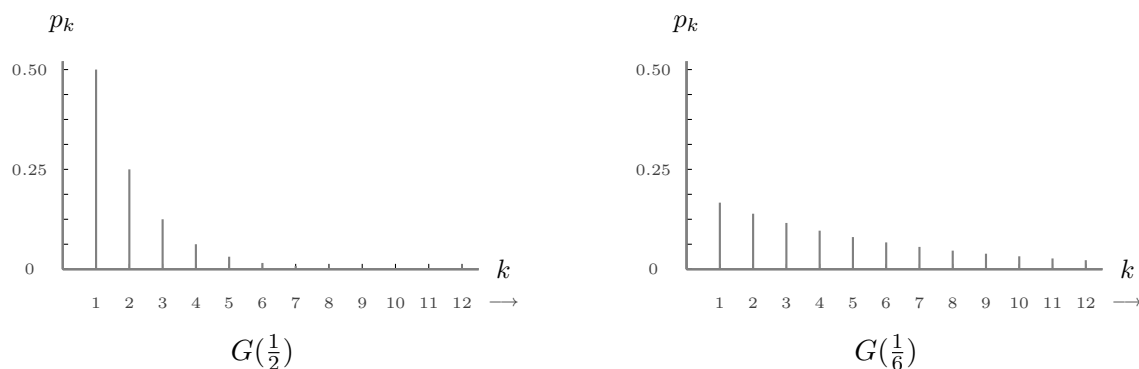 p_k p_k
0.50 0.50
0.25 0.25
0 k 0 k
1 2 3 4 5 6 7 8 9 10 11 12 → 1 2 3 4 5 6 7 8 9 10 11 12 →
G(1/2) G(1/6)